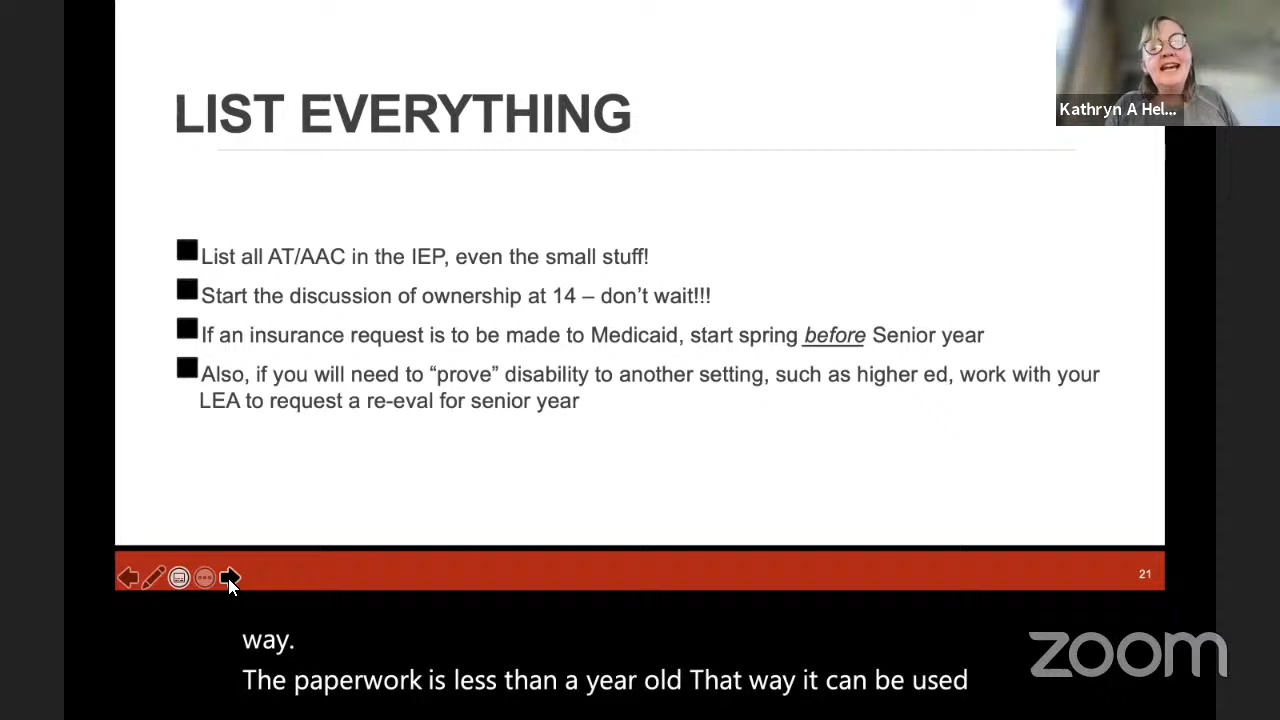 LIST EVERYTHING
Kathryn A Hel...
List all AT/AAC in the IEP, even the small stuff!
Start the discussion of ownership at 14 – don’t wait!!!
If an insurance request is to be made to Medicaid, start spring before Senior year
Also, if you will need to “prove” disability to another setting, such as higher ed, work with your
LEA to request a re-eval for senior year
21
way.
The paperwork is less than a year old That way it can be used
zoom